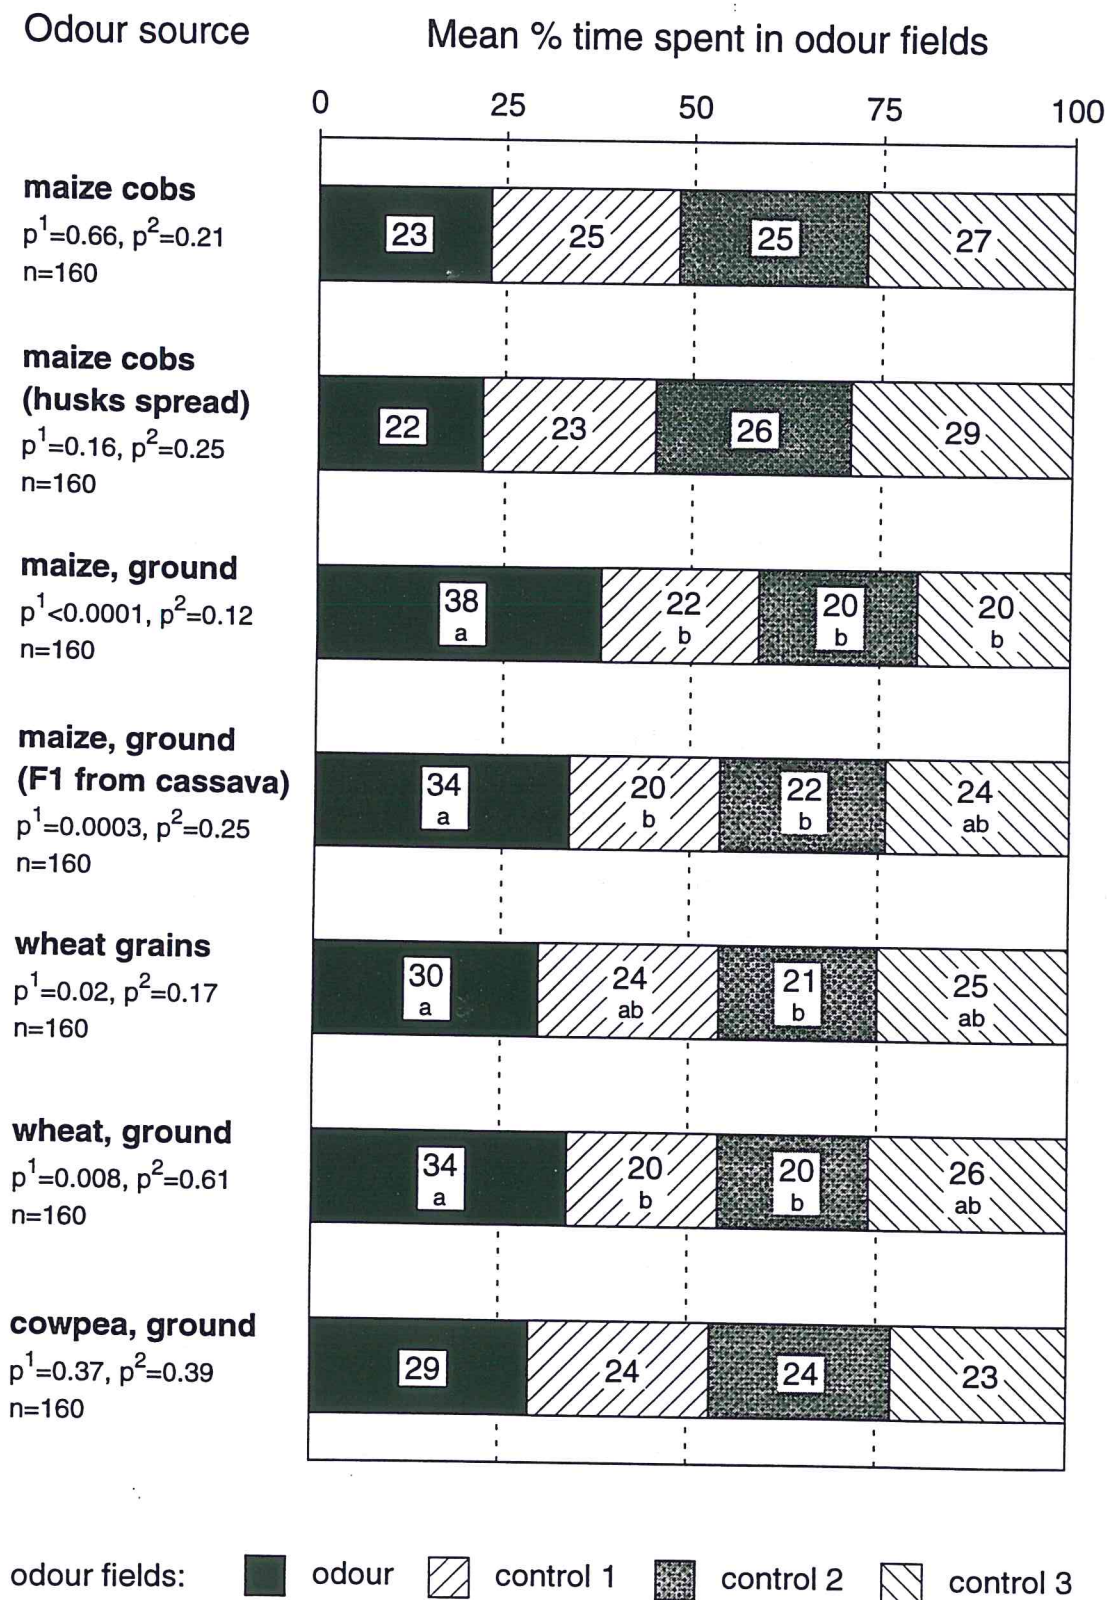 Odour source Mean % time spent in odour fields
0 25 50 75 100
maize cobs
p1=0.66, p2=0.21
n=160
23 25 25 27
maize cobs
(husks spread)
p1=0.16, p2=0.25
n=160
22 23 26 29
maize, ground
p1<0.0001, p2=0.12
n=160
38 22 20 20
a b b b
maize, ground
(F1 from cassava)
p1=0.0003, p2=0.25
n=160
34 20 22 24
a b b ab
wheat grains
p1=0.02, p2=0.17
n=160
30 24 21 25
a ab b ab
wheat, ground
p1=0.008, p2=0.61
n=160
34 20 20 26
a b b ab
cowpea, ground
p1=0.37, p2=0.39
n=160
29 24 24 23
odour fields: odour control 1 control 2 control 3